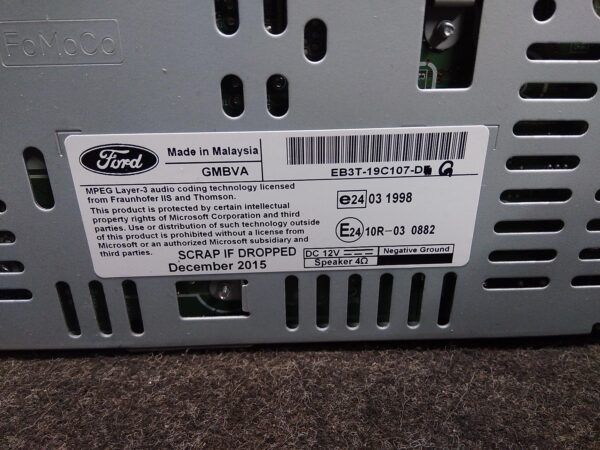 FoMoCo
Ford
Made in Malaysia
GMBVA
EB3T-19C107-D G
MPEG Layer-3 audio coding technology licensed
from Fraunhofer IIS and Thomson.
This product is protected by certain intellectual
property rights of Microsoft Corporation and third
parties. Use or distribution of such technology outside
of this product is prohibited without a license from
Microsoft or an authorized Microsoft subsidiary and
third parties.
SCRAP IF DROPPED
December 2015
e24 03 1998
E24 10R-03 0882
DC 12V
Negative Ground
Speaker 4Ω